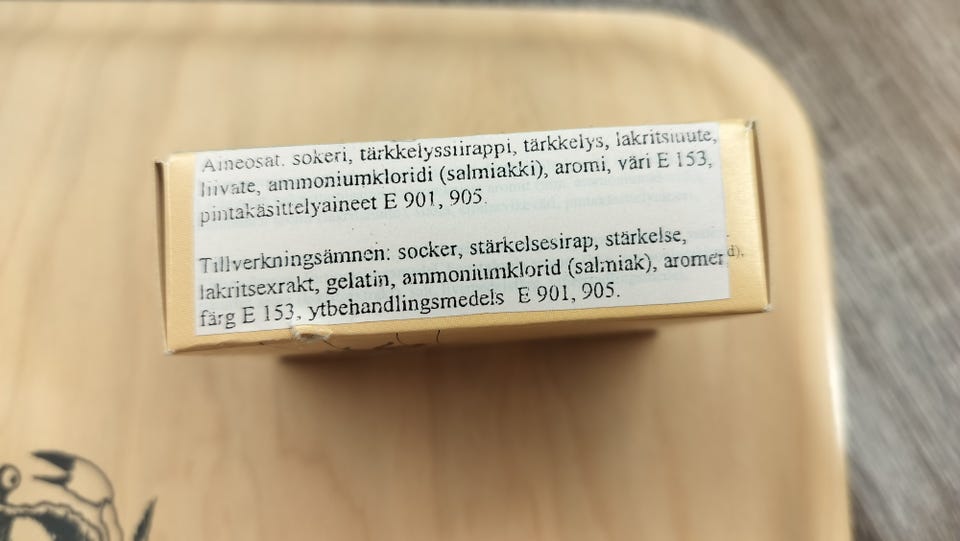 Aineosat. sokeri, tärkkelyssiirappi, tärkkelys, lakritsiuute,
liivate, ammoniumkloridi (salmiakki), aromi, väri E 153,
pintakäsittelyaineet E 901, 905.
Tillverkningsämnen: socker, stärkelsesirap, stärkelse,
lakritsexrakt, gelatin, ammoniumklorid (salmiak), aromer
färg E 153, ytbehandlingsmedels E 901, 905.